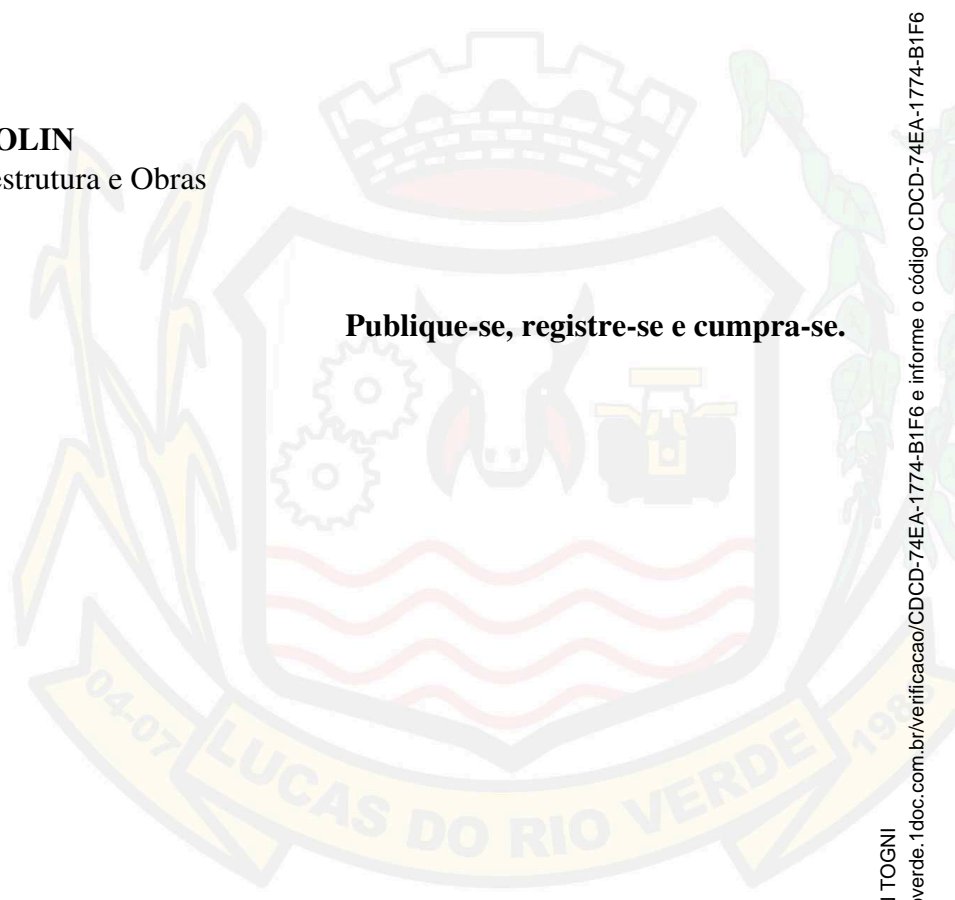 OLIN
estrutura e Obras
Publique-se, registre-se e cumpra-se.
04-07
LUCAS DO RIO VERDE
I TOGNI
overde.1doc.com.br/verificacao/CDCD-74EA-1774-B1F6 e informe o código CDCD-74EA-1774-B1F6